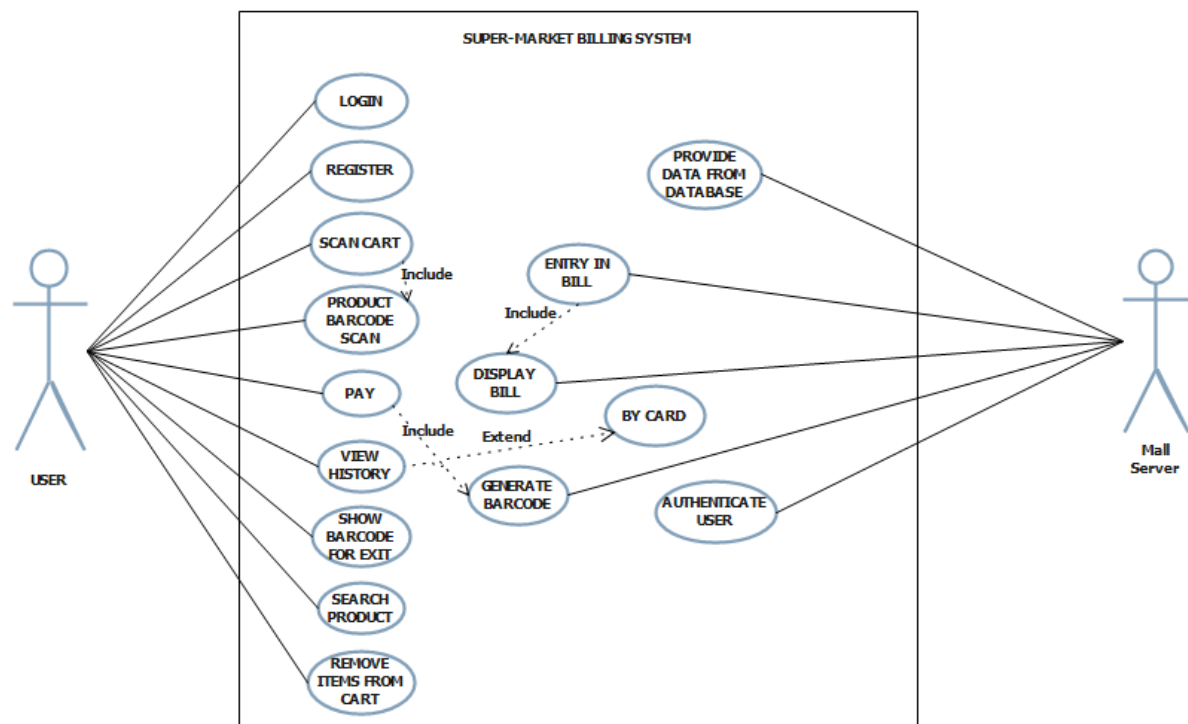 SUPER-MARKET BILLING SYSTEM
LOGIN
REGISTER
SCAN CART
Include
PRODUCT
BARCODE
SCAN
PAY
Include
VIEW
HISTORY
Extend
SHOW
BARCODE
FOR EXIT
SEARCH
PRODUCT
REMOVE
ITEMS FROM
CART
PROVIDE
DATA FROM
DATABASE
ENTRY IN
BILL
Include
DISPLAY
BILL
BY CARD
GENERATE
BARCODE
AUTHENTICATE
USER
USER
Mall
Server